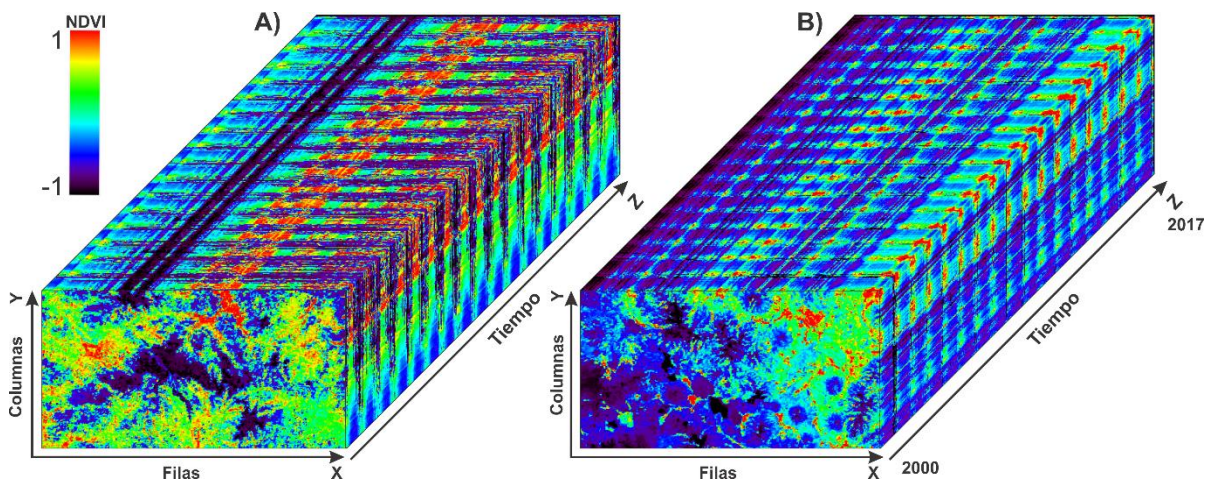 NDVI
1
-1
A)
Y
Columnas
Filas
X
Tiempo
Z
B)
Y
Columnas
Filas
X
2000
Tiempo
Z
2017